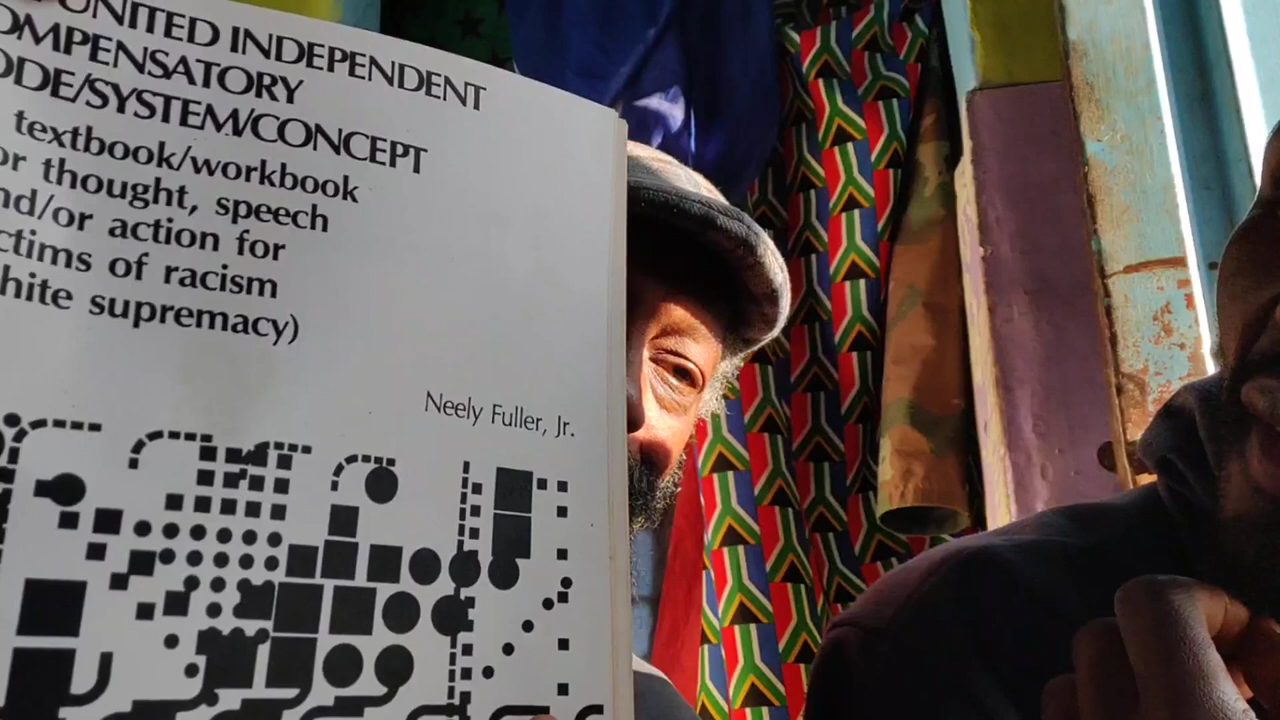 UNITED INDEPENDENT
OMPENSATORY
ODE/SYSTEM/CONCEPT
textbook/workbook
or thought, speech
nd/or action for
ctims of racism
hite supremacy)
Neely Fuller, Jr.